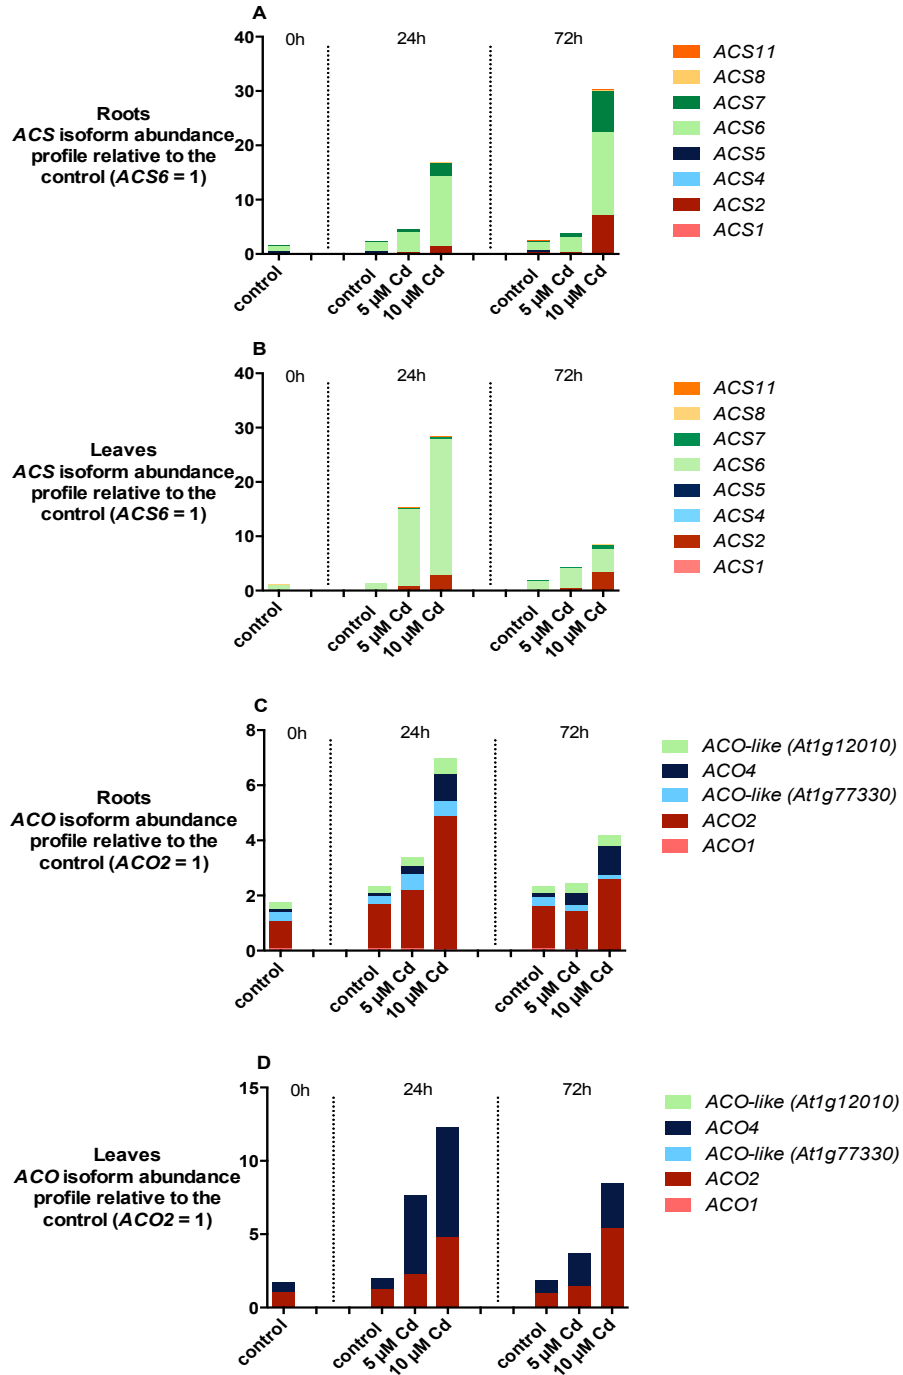 A
40
30
20
10
0
0h
24h
72h
Roots
ACS isoform abundance
profile relative to the
control (ACS6 = 1)
control
control
5 µM Cd
10 µM Cd
control
5 µM Cd
10 µM Cd
ACS11
ACS8
ACS7
ACS6
ACS5
ACS4
ACS2
ACS1
B
40
30
20
10
0
0h
24h
72h
Leaves
ACS isoform abundance
profile relative to the
control (ACS6 = 1)
control
control
5 µM Cd
10 µM Cd
control
5 µM Cd
10 µM Cd
ACS11
ACS8
ACS7
ACS6
ACS5
ACS4
ACS2
ACS1
C
8
6
4
2
0
0h
24h
72h
Roots
ACO isoform abundance
profile relative to the
control (ACO2 = 1)
control
control
5 µM Cd
10 µM Cd
control
5 µM Cd
10 µM Cd
ACO-like (At1g12010)
ACO4
ACO-like (At1g77330)
ACO2
ACO1
D
15
10
5
0
0h
24h
72h
Leaves
ACO isoform abundance
profile relative to the
control (ACO2 = 1)
control
control
5 µM Cd
10 µM Cd
control
5 µM Cd
10 µM Cd
ACO-like (At1g12010)
ACO4
ACO-like (At1g77330)
ACO2
ACO1